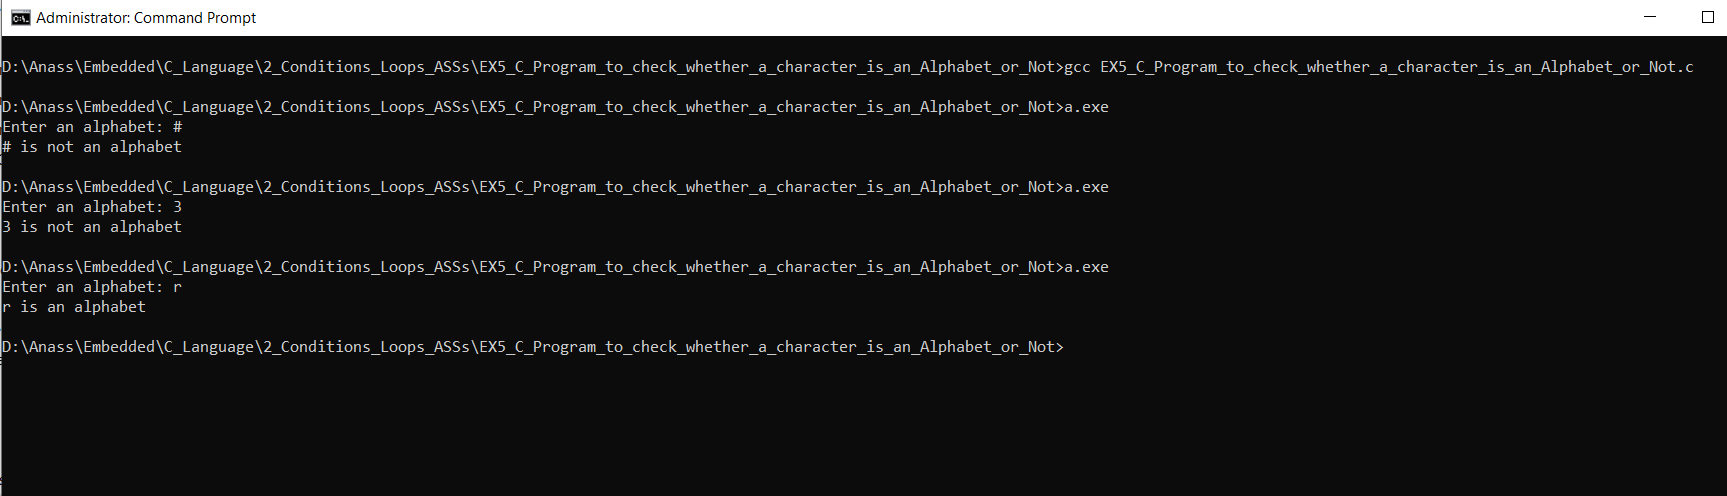 Administrator: Command Prompt
D:\Anass\Embedded\C_Language\2_Conditions_Loops_ASSs\EX5_C_Program_to_check_whether_a_character_is_an_Alphabet_or_Not>gcc EX5_C_Program_to_check_whether_a_character_is_an_Alphabet_or_Not.c
D:\Anass\Embedded\C_Language\2_Conditions_Loops_ASSs\EX5_C_Program_to_check_whether_a_character_is_an_Alphabet_or_Not>a.exe
Enter an alphabet: #
# is not an alphabet
D:\Anass\Embedded\C_Language\2_Conditions_Loops_ASSs\EX5_C_Program_to_check_whether_a_character_is_an_Alphabet_or_Not>a.exe
Enter an alphabet: 3
3 is not an alphabet
D:\Anass\Embedded\C_Language\2_Conditions_Loops_ASSs\EX5_C_Program_to_check_whether_a_character_is_an_Alphabet_or_Not>a.exe
Enter an alphabet: r
r is an alphabet
D:\Anass\Embedded\C_Language\2_Conditions_Loops_ASSs\EX5_C_Program_to_check_whether_a_character_is_an_Alphabet_or_Not>